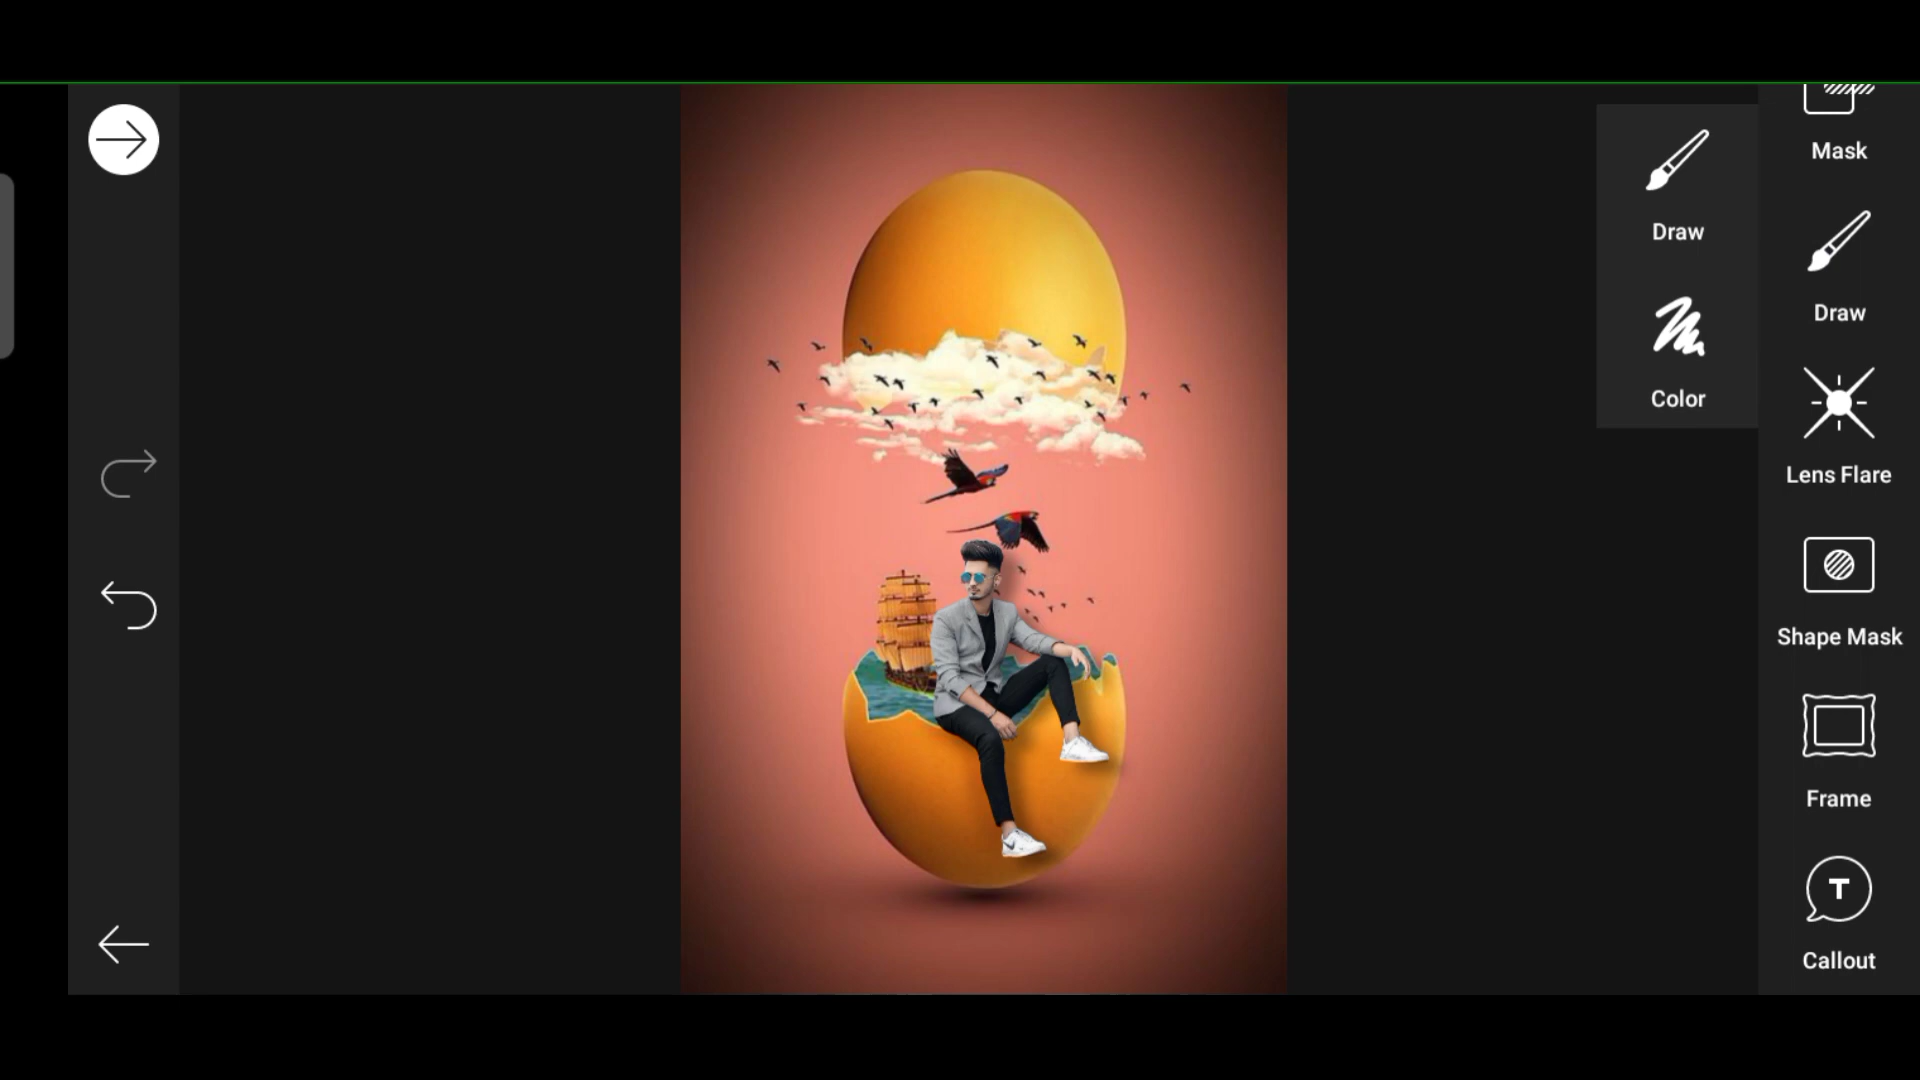 Draw
Color
Mask
Draw
Lens Flare
Shape Mask
Frame
T
Callout